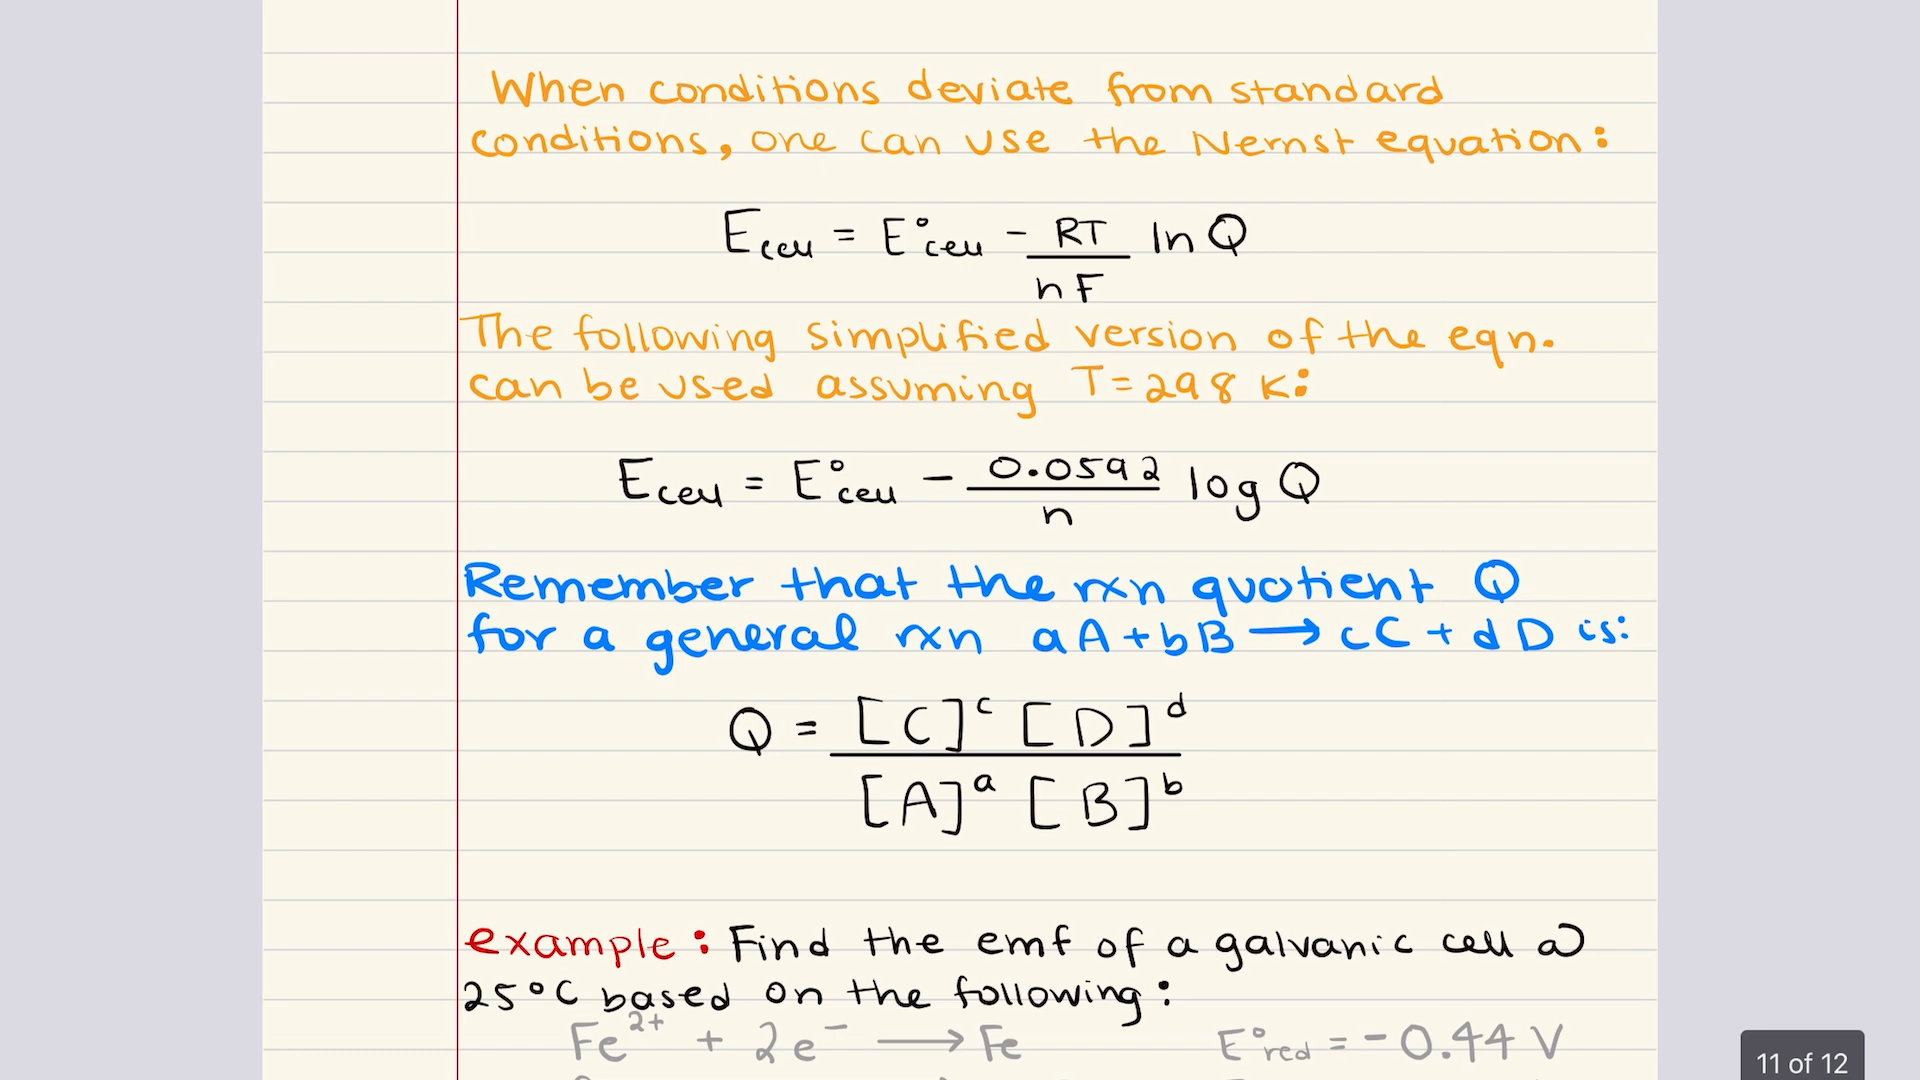 When conditions deviate from standard
conditions, one can use the Nernst equation:
Ecell = E°cell - RT/nF ln Q
The following simplified version of the eqn.
can be used assuming T=298 K:
Ecell = E°cell - 0.0592/n log Q
Remember that the rxn quotient Q
for a general rxn aA+bB → cC + dD is:
Q = [C]ᶜ [D]ᵈ / [A]ᵃ [B]ᵇ
example: Find the emf of a galvanic cell @
25°C based on the following:
Fe²⁺ + 2e⁻ → Fe E°red = -0.44 V
11 of 12